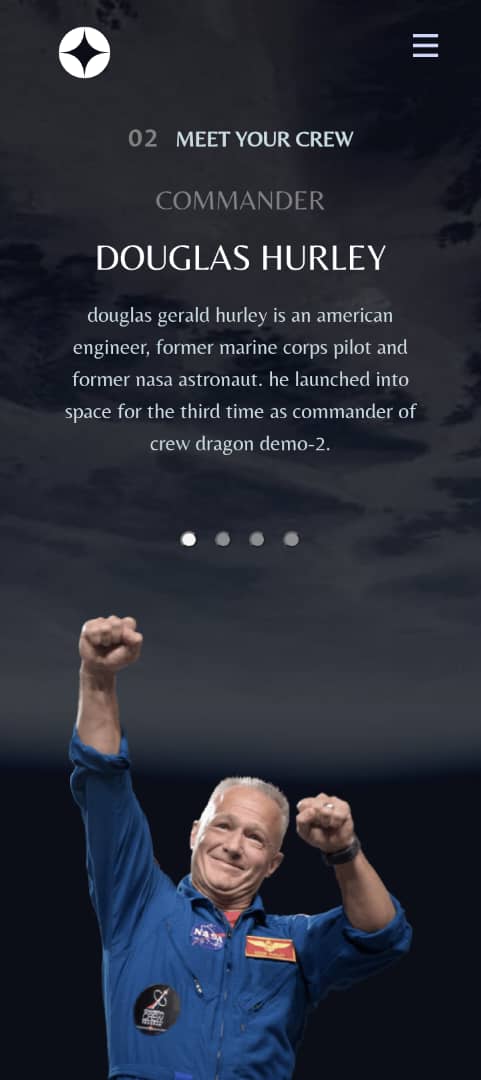 02 MEET YOUR CREW
COMMANDER
DOUGLAS HURLEY
douglas gerald hurley is an american
engineer, former marine corps pilot and
former nasa astronaut. he launched into
space for the third time as commander of
crew dragon demo-2.
NASA